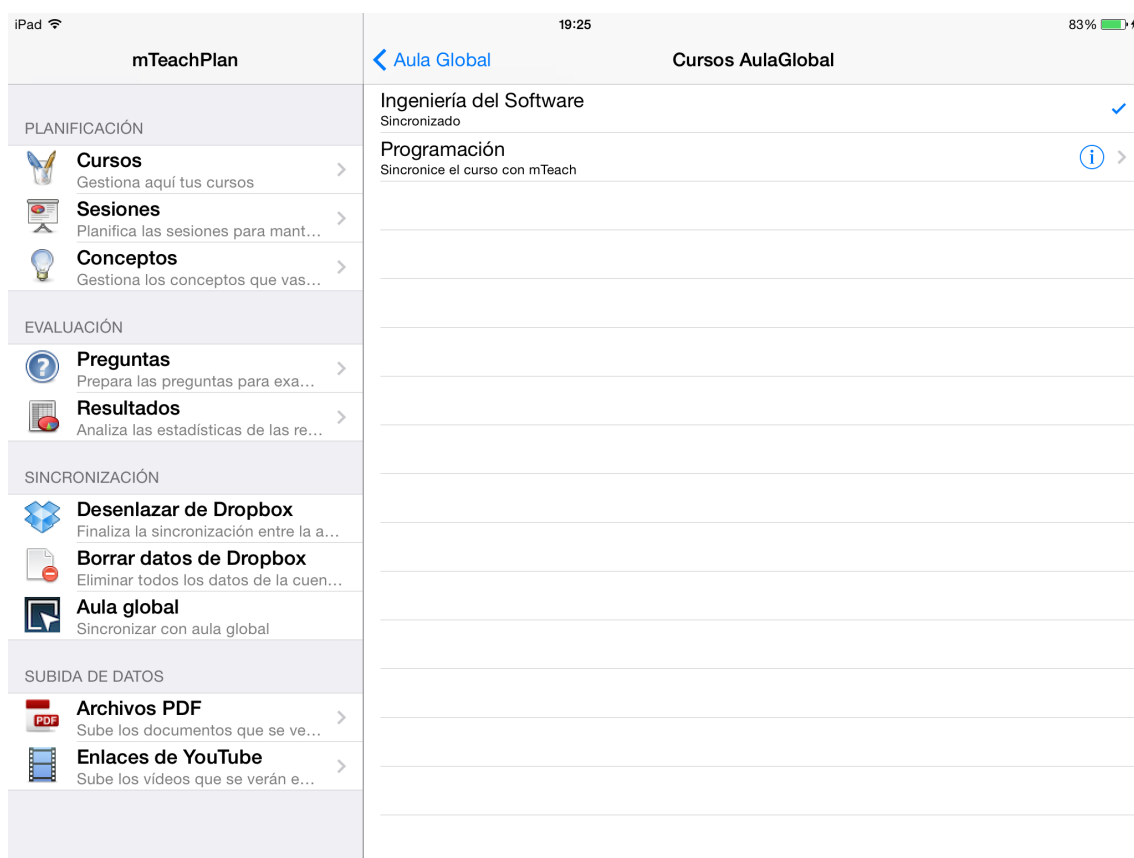 iPad 19:25 83%
mTeachPlan
PLANIFICACIÓN
Cursos
Gestiona aquí tus cursos
Sesiones
Planifica las sesiones para mant...
Conceptos
Gestiona los conceptos que vas...
EVALUACIÓN
Preguntas
Prepara las preguntas para exa...
Resultados
Analiza las estadísticas de las re...
SINCRONIZACIÓN
Desenlazar de Dropbox
Finaliza la sincronización entre la a...
Borrar datos de Dropbox
Eliminar todos los datos de la cuen...
Aula global
Sincronizar con aula global
SUBIDA DE DATOS
PDF
Archivos PDF
Sube los documentos que se ve...
Enlaces de YouTube
Sube los vídeos que se verán e...
Aula Global
Cursos AulaGlobal
Ingeniería del Software
Sincronizado
Programación
Sincronice el curso con mTeach